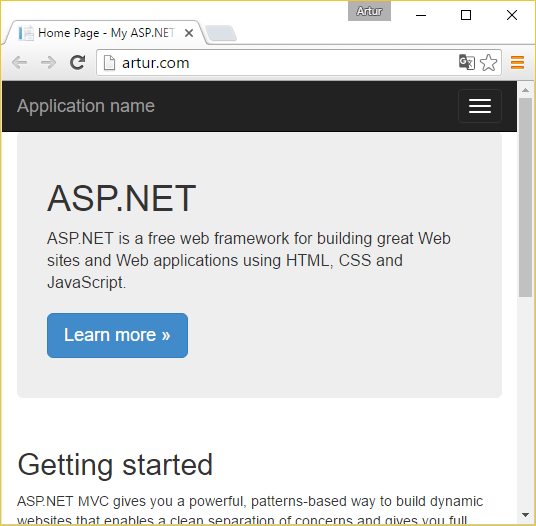 Artur
Home Page - My ASP.NET
artur.com
Application name
ASP.NET
ASP.NET is a free web framework for building great Web
sites and Web applications using HTML, CSS and
JavaScript.
Learn more »
Getting started
ASP.NET MVC gives you a powerful, patterns-based way to build dynamic
websites that enables a clean separation of concerns and gives you full